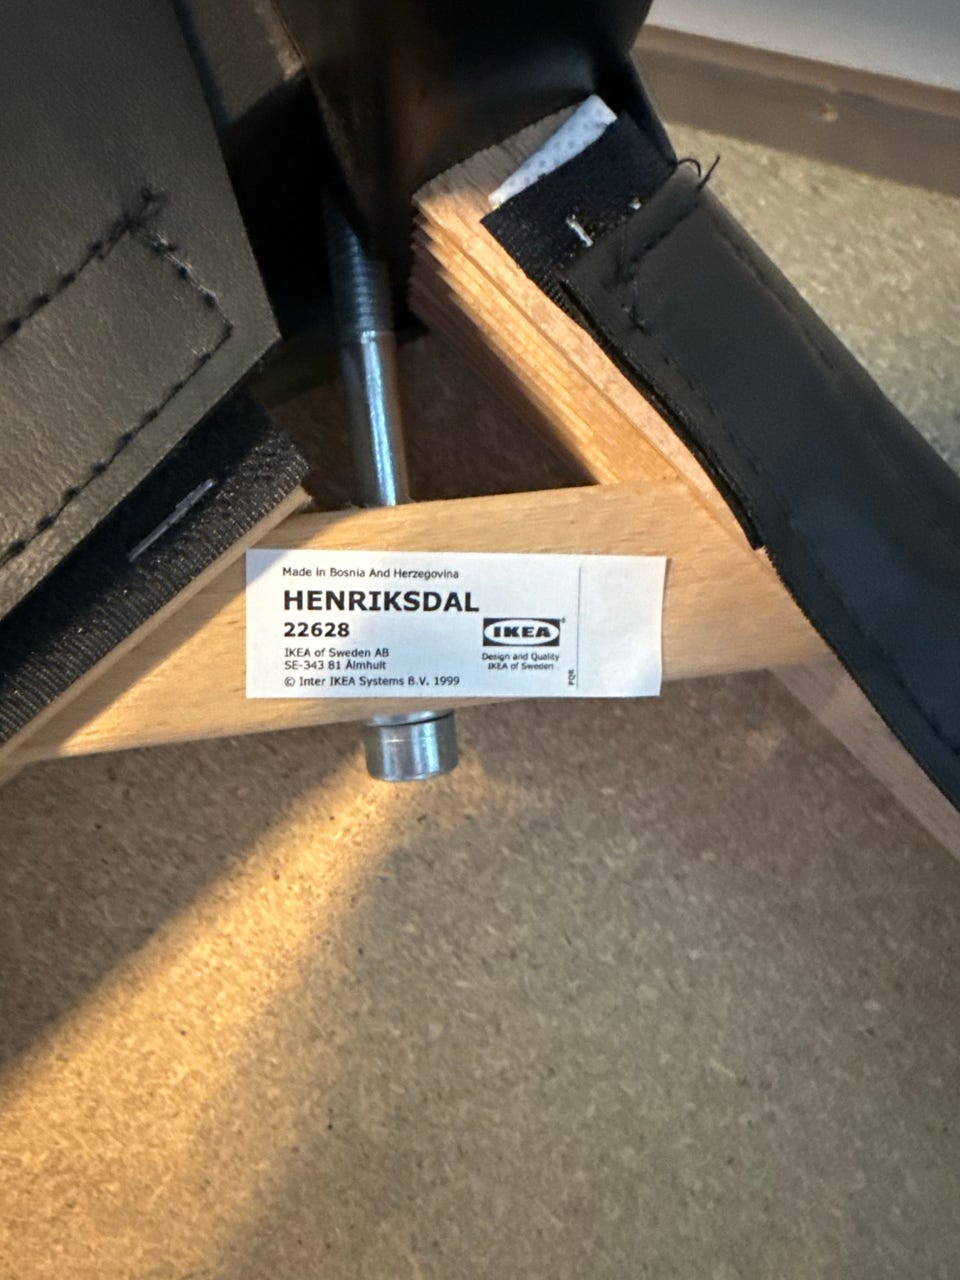 Made in Bosnia And Herzegovina
HENRIKSDAL
22628
IKEA of Sweden AB
SE-343 81 Älmhult
© Inter IKEA Systems B.V. 1999
IKEA®
Design and Quality
IKEA of Sweden